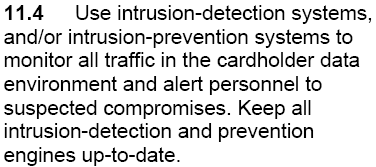 11.4 Use intrusion-detection systems,
and/or intrusion-prevention systems to
monitor all traffic in the cardholder data
environment and alert personnel to
suspected compromises. Keep all
intrusion-detection and prevention
engines up-to-date.